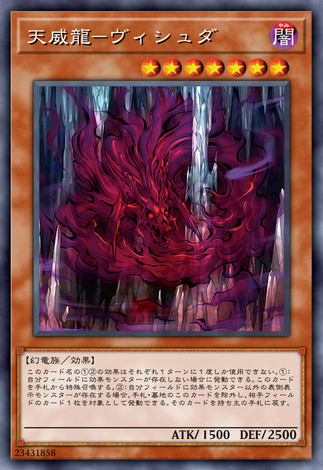 天威龍－ヴィシュダ
やみ
闇
【幻竜族／効果】
このカード名の①②の効果はそれぞれ１ターンに１度しか使用できない。①：
自分フィールドに効果モンスターが存在しない場合に発動できる。このカード
を手札から特殊召喚する。②：自分フィールドに効果モンスター以外の表側表
示モンスターが存在する場合、手札・墓地のこのカードを除外し、相手フィー
ルドのカード１枚を対象として発動できる。そのカードを持ち主の手札に戻す。
ATK/1500 DEF/2500
23431858